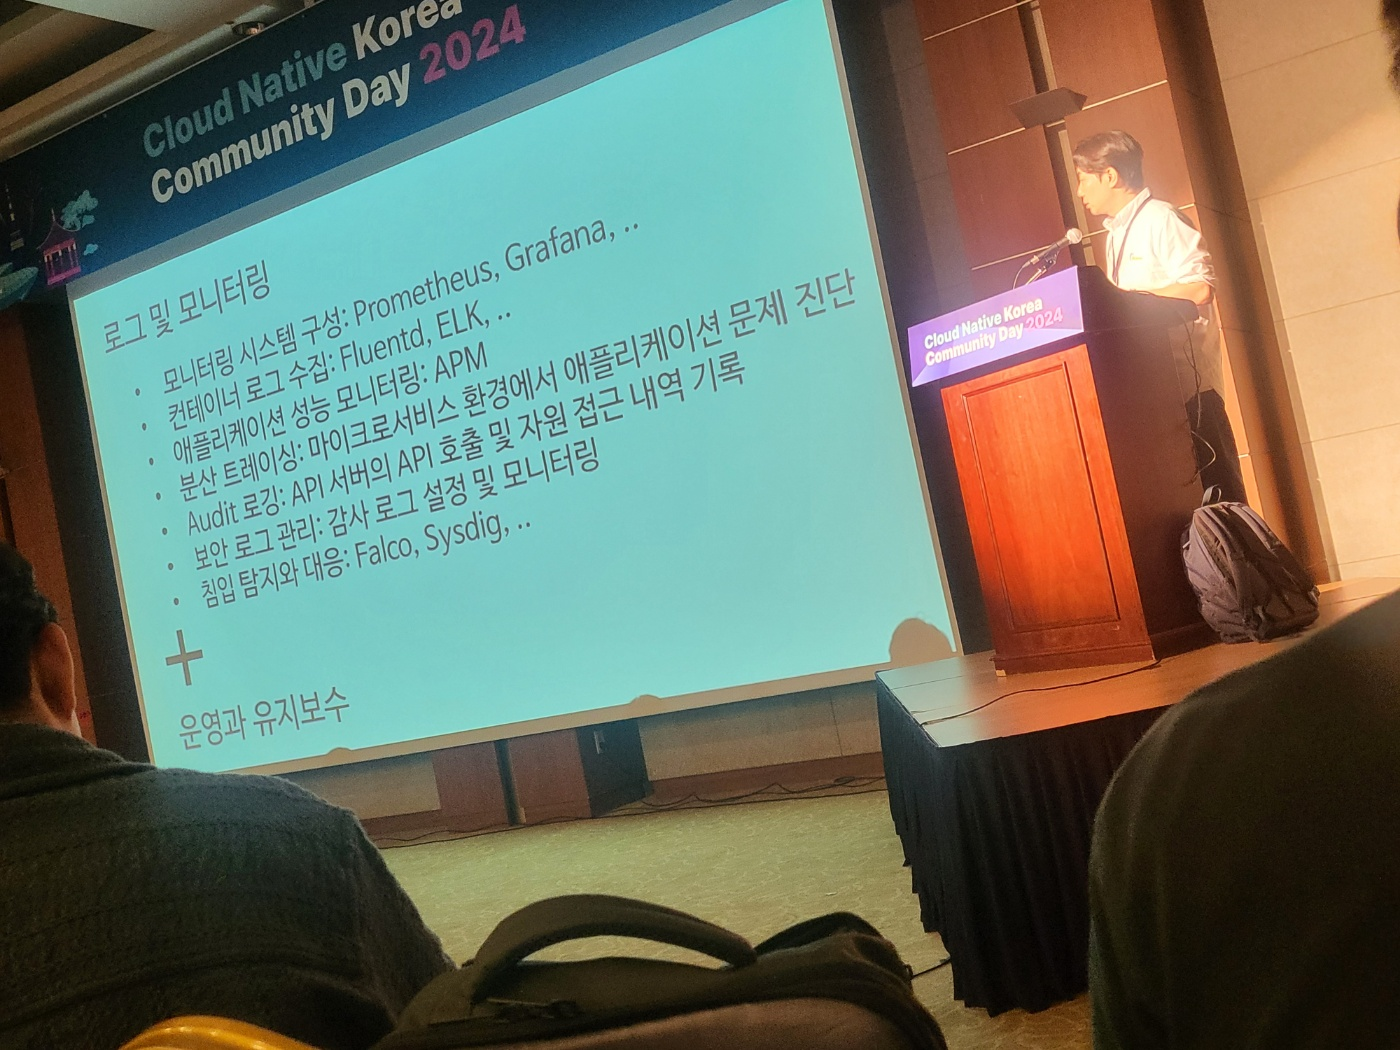 Cloud Native Korea
Community Day 2024
로그 및 모니터링
• 모니터링 시스템 구성: Prometheus, Grafana, ..
• 컨테이너 로그 수집: Fluentd, ELK, ..
• 애플리케이션 성능 모니터링: APM
• 분산 트레이싱: 마이크로서비스 환경에서 애플리케이션 문제 진단
• Audit 로깅: API 서버의 API 호출 및 자원 접근 내역 기록
• 보안 로그 관리: 감사 로그 설정 및 모니터링
• 침입 탐지와 대응: Falco, Sysdig, ..
+
운영과 유지보수
Cloud Native Korea
Community Day 2024